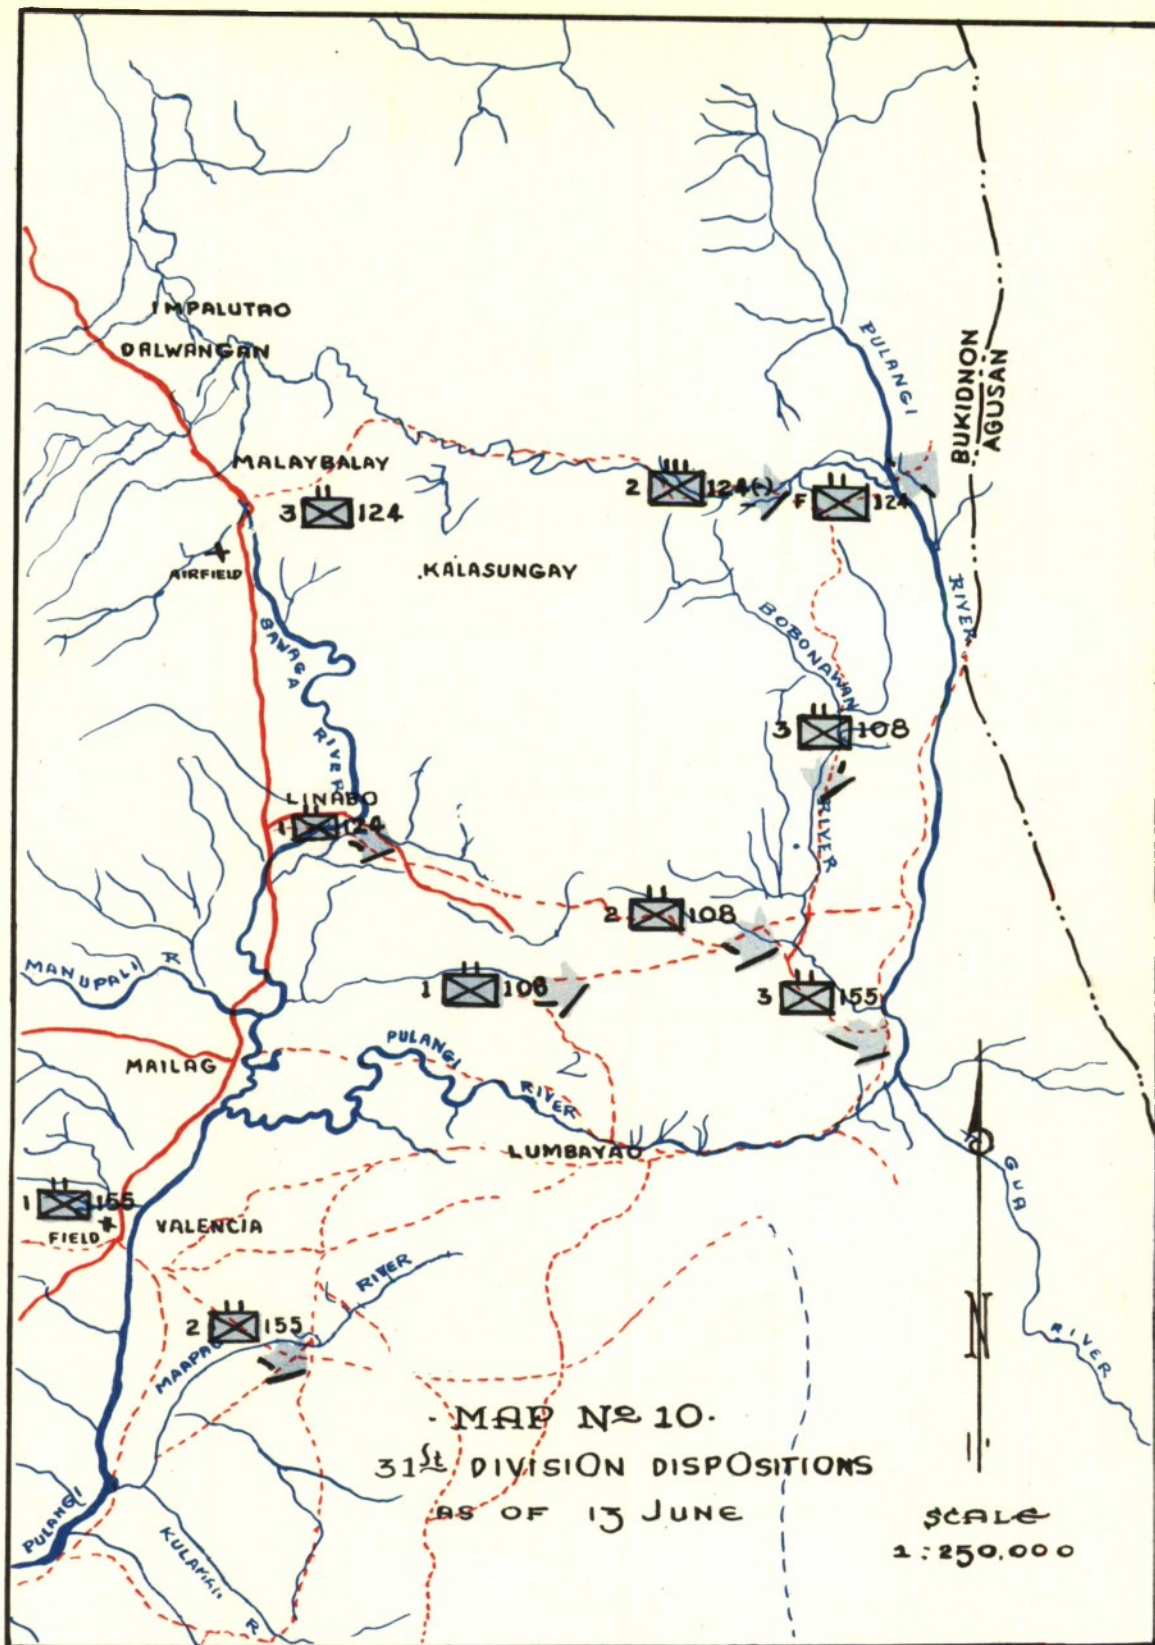 IMPALUTAO
DALWANGAN
PULANGI
BUKIDNON
AGUSAN
MALAYBALAY
2 124(-)
F 124
3 124
AIRFIELD
.KALASUNGAY
RIVER
BAWAGA
RIVER
BOBONAWAN
RIVER
3 108
LINABO
1 124
2 108
MANUPALI R
1 108
3 155
MAILAG
PULANGI
RIVER
2
LUMBAYAO
GUA
RIVER
1 155
FIELD
VALENCIA
RIVER
2 155
N
1.
· MAP No 10.
31st DIVISION DISPOSITIONS
AS OF 13 JUNE
SCALE
1:250,000
PULANGI
R